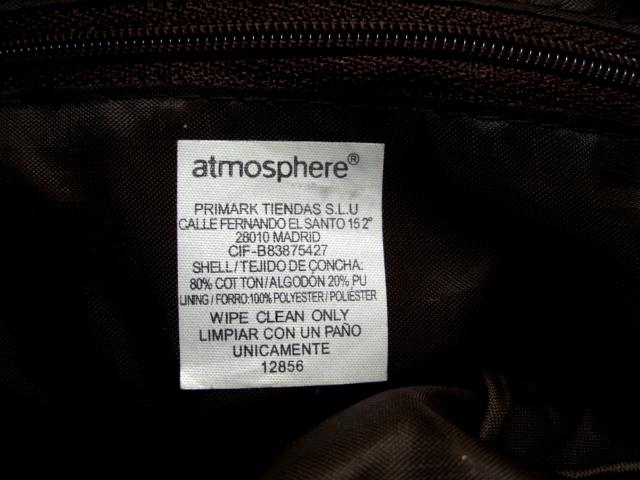 atmosphere®
PRIMARK TIENDAS S.L.U
CALLE FERNANDO EL SANTO 15 2°
28010 MADRID
CIF-B83875427
SHELL/TEJIDO DE CONCHA:
80% COTTON/ALGODÓN 20% PU
LINING/FORRO:100% POLYESTER/POLIÉSTER
WIPE CLEAN ONLY
LIMPIAR CON UN PAÑO
UNICAMENTE
12856